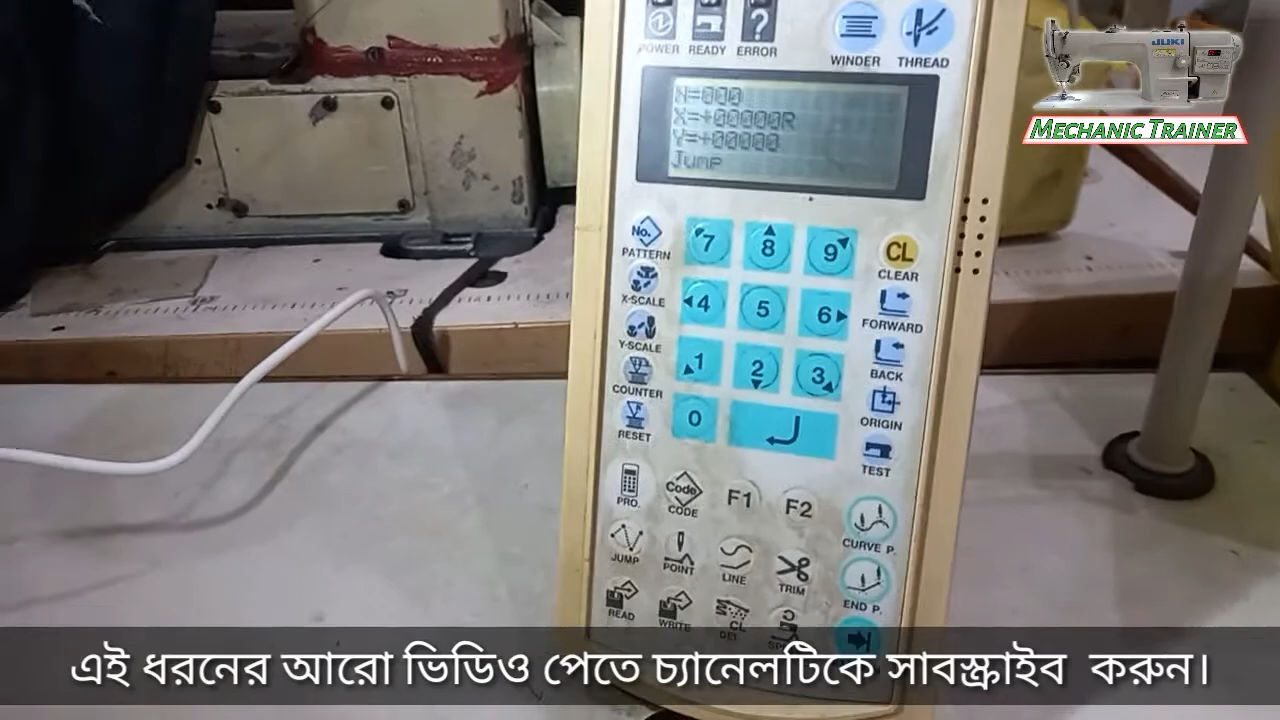 POWER READY ERROR
?
WINDER THREAD
JUKI
MECHANIC TRAINER
N=000
X=+00000R
Y=+00000
Jump
No. 7 8 9 CL
PATTERN CLEAR
X-SCALE 4 5 6
FORWARD
Y-SCALE 1 2 3
BACK
COUNTER
0 ORIGIN
RESET
TEST
PRO. Code F1 F2
CODE
CURVE P.
JUMP POINT LINE TRIM
END P.
READ WRITE CL
এই ধরনের আরো ভিডিও পেতে চ্যানেলটিকে সাবস্ক্রাইব করুন।